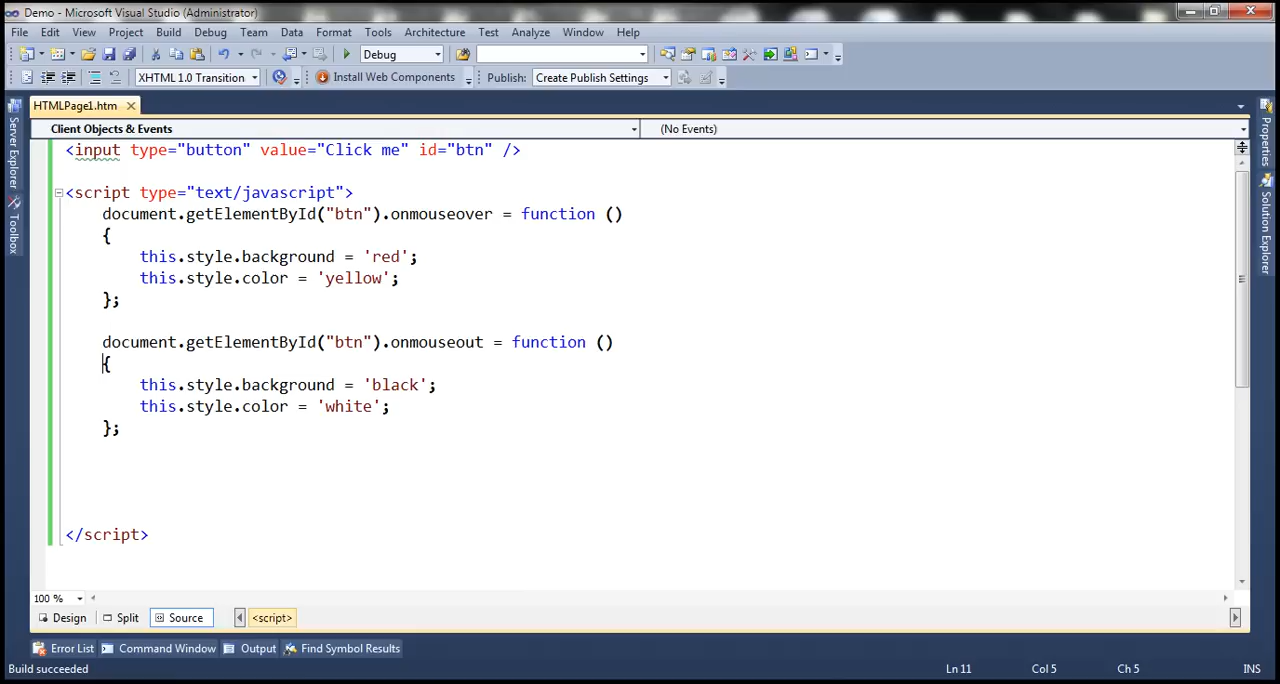 Demo - Microsoft Visual Studio (Administrator)
File Edit View Project Build Debug Team Data Format Tools Architecture Test Analyze Window Help
Debug
XHTML 1.0 Transition Install Web Components Publish: Create Publish Settings
HTMLPage1.htm
Client Objects & Events (No Events)
Server Explorer
Toolbox
Properties
Solution Explorer
<input type="button" value="Click me" id="btn" />
<script type="text/javascript">
document.getElementById("btn").onmouseover = function ()
{
this.style.background = 'red';
this.style.color = 'yellow';
};
document.getElementById("btn").onmouseout = function ()
{
this.style.background = 'black';
this.style.color = 'white';
};
</script>
100 %
Design Split Source <script>
Error List Command Window Output Find Symbol Results
Build succeeded Ln 11 Col 5 Ch 5 INS